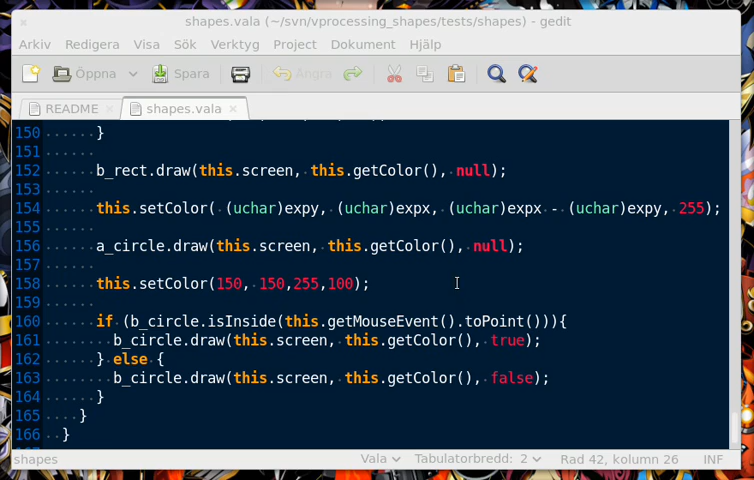 shapes.vala (~/svn/vprocessing_shapes/tests/shapes) - gedit
Arkiv Redigera Visa Sök Verktyg Project Dokument Hjälp
Öppna Spara Ångra
README shapes.vala
150 }
151
152 b_rect.draw(this.screen, this.getColor(), null);
153
154 this.setColor( (uchar)expy, (uchar)expx, (uchar)expx - (uchar)expy, 255);
155
156 a_circle.draw(this.screen, this.getColor(), null);
157
158 this.setColor(150, 150,255,100);
159
160 if (b_circle.isInside(this.getMouseEvent().toPoint())){
161 b_circle.draw(this.screen, this.getColor(), true);
162 } else {
163 b_circle.draw(this.screen, this.getColor(), false);
164 }
165 }
166 }
shapes Vala Tabulatorbredd: 2 Rad 42, kolumn 26 INF